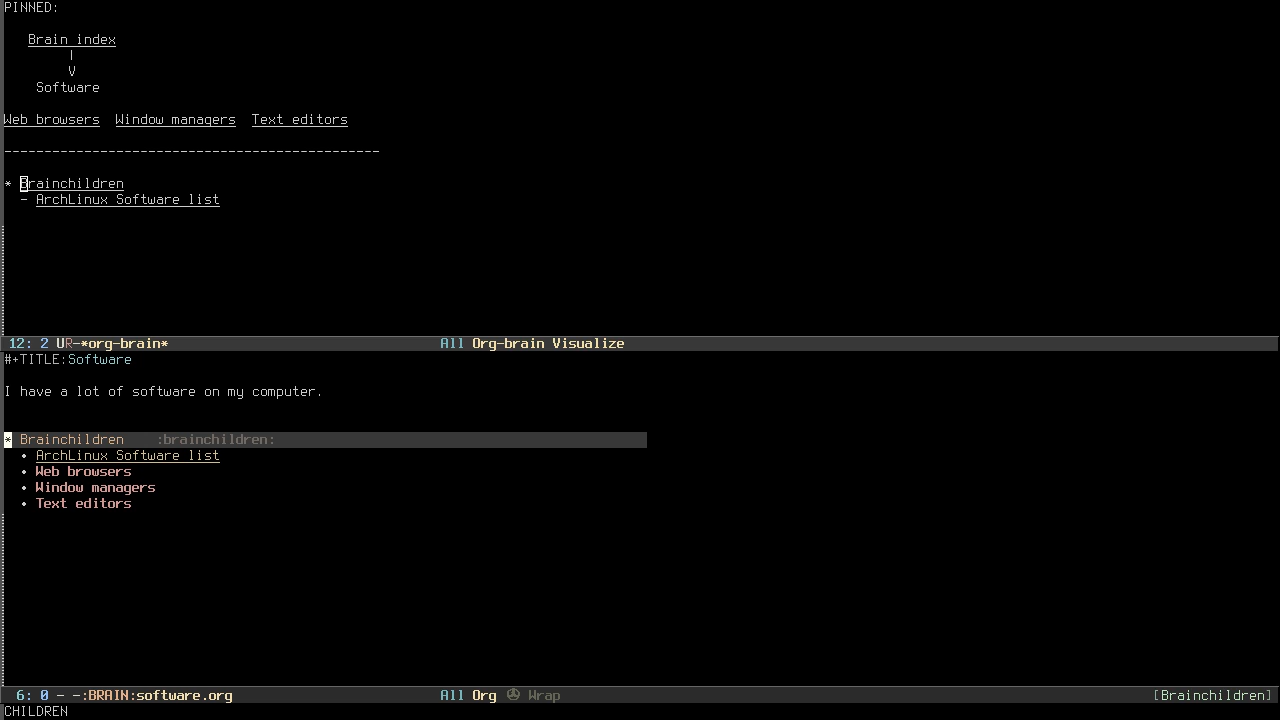 PINNED:
Brain index
|
V
Software
Web browsers  Window managers  Text editors
-----------------------------------------------
* Brainchildren
- ArchLinux Software list
12: 2 UR-*org-brain* All Org-brain Visualize
#+TITLE:Software
I have a lot of software on my computer.
* Brainchildren :brainchildren:
• ArchLinux Software list
• Web browsers
• Window managers
• Text editors
6: 0 - -:BRAIN:software.org All Org Wrap [Brainchildren]
CHILDREN